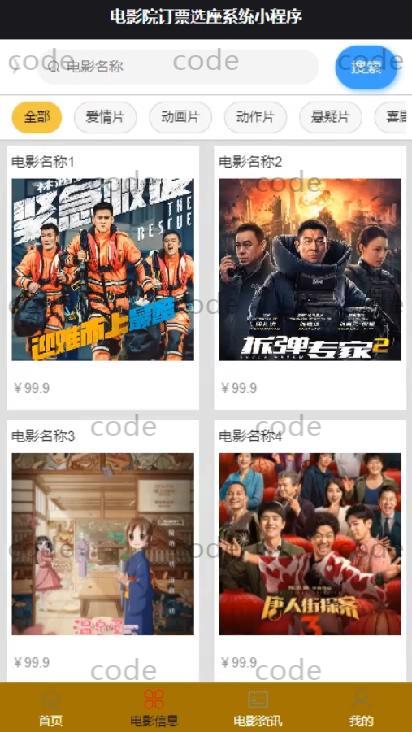 电影院订票选座系统小程序
code code code
电影名称
搜索
全部 爱情片 动画片 动作片 悬疑片 喜剧
电影名称1 电影名称2
code code
紧急救援
THE RESCUE
迎难而上
拆弹专家2
code code code
￥99.9 ￥99.9
code code
电影名称3 电影名称4
code code code
唐人街探案3
￥99.9 ￥99.9
code code
首页 电影信息 电影资讯 我的